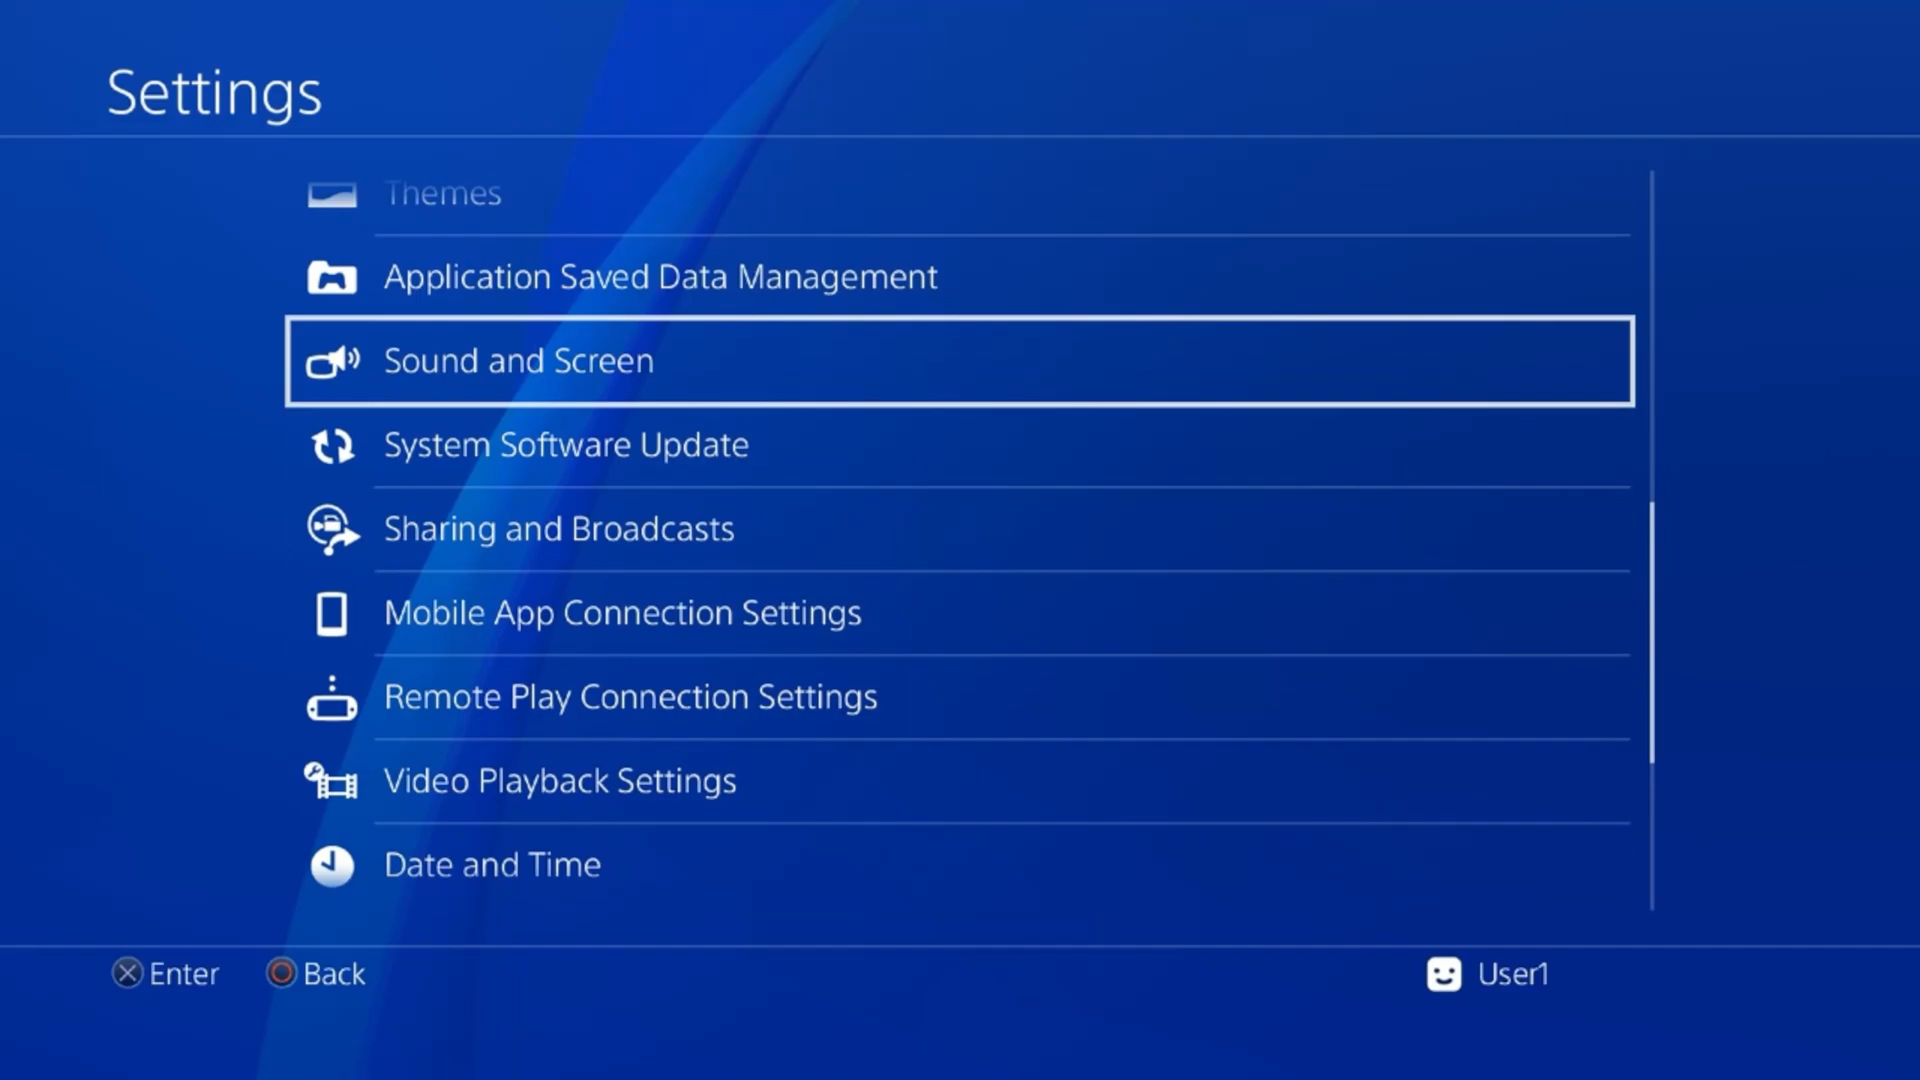 Settings
Themes
Application Saved Data Management
Sound and Screen
System Software Update
Sharing and Broadcasts
Mobile App Connection Settings
Remote Play Connection Settings
Video Playback Settings
Date and Time
Enter Back User1